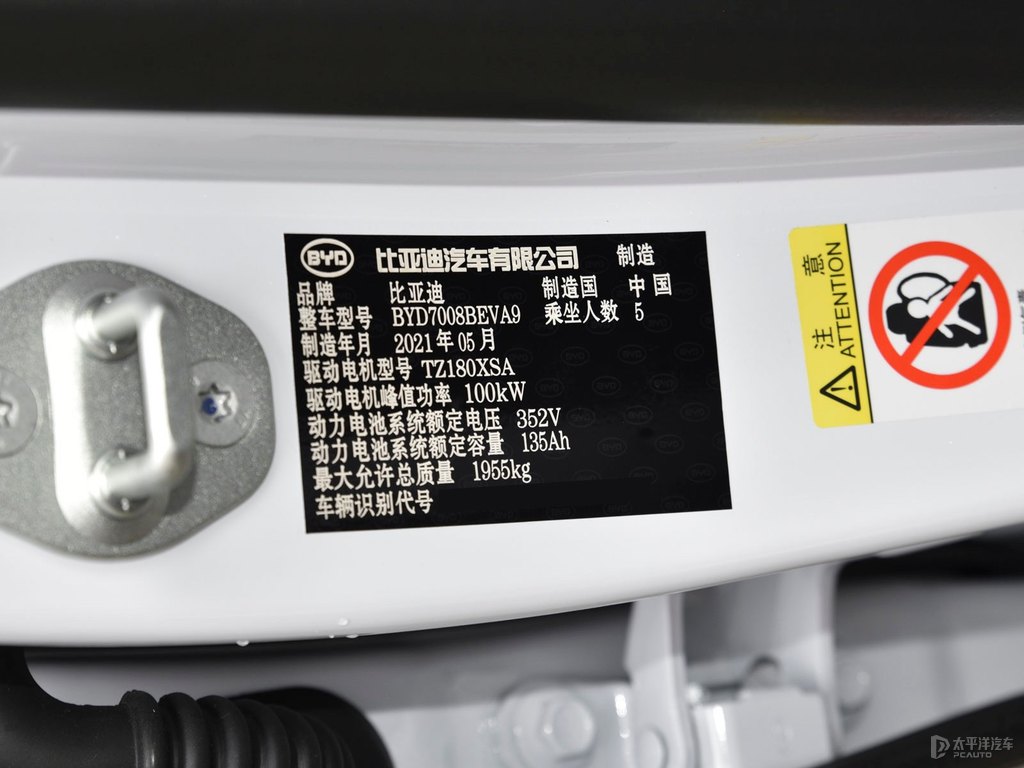 BYD 比亚迪汽车有限公司 制造
品牌 比亚迪 制造国 中国
整车型号 BYD7008BEVA9 乘坐人数 5
制造年月 2021年05月
驱动电机型号 TZ180XSA
驱动电机峰值功率 100kW
动力电池系统额定电压 352V
动力电池系统额定容量 135Ah
最大允许总质量 1955kg
车辆识别代号
注意
ATTENTION
太平洋汽车
PCAUTO